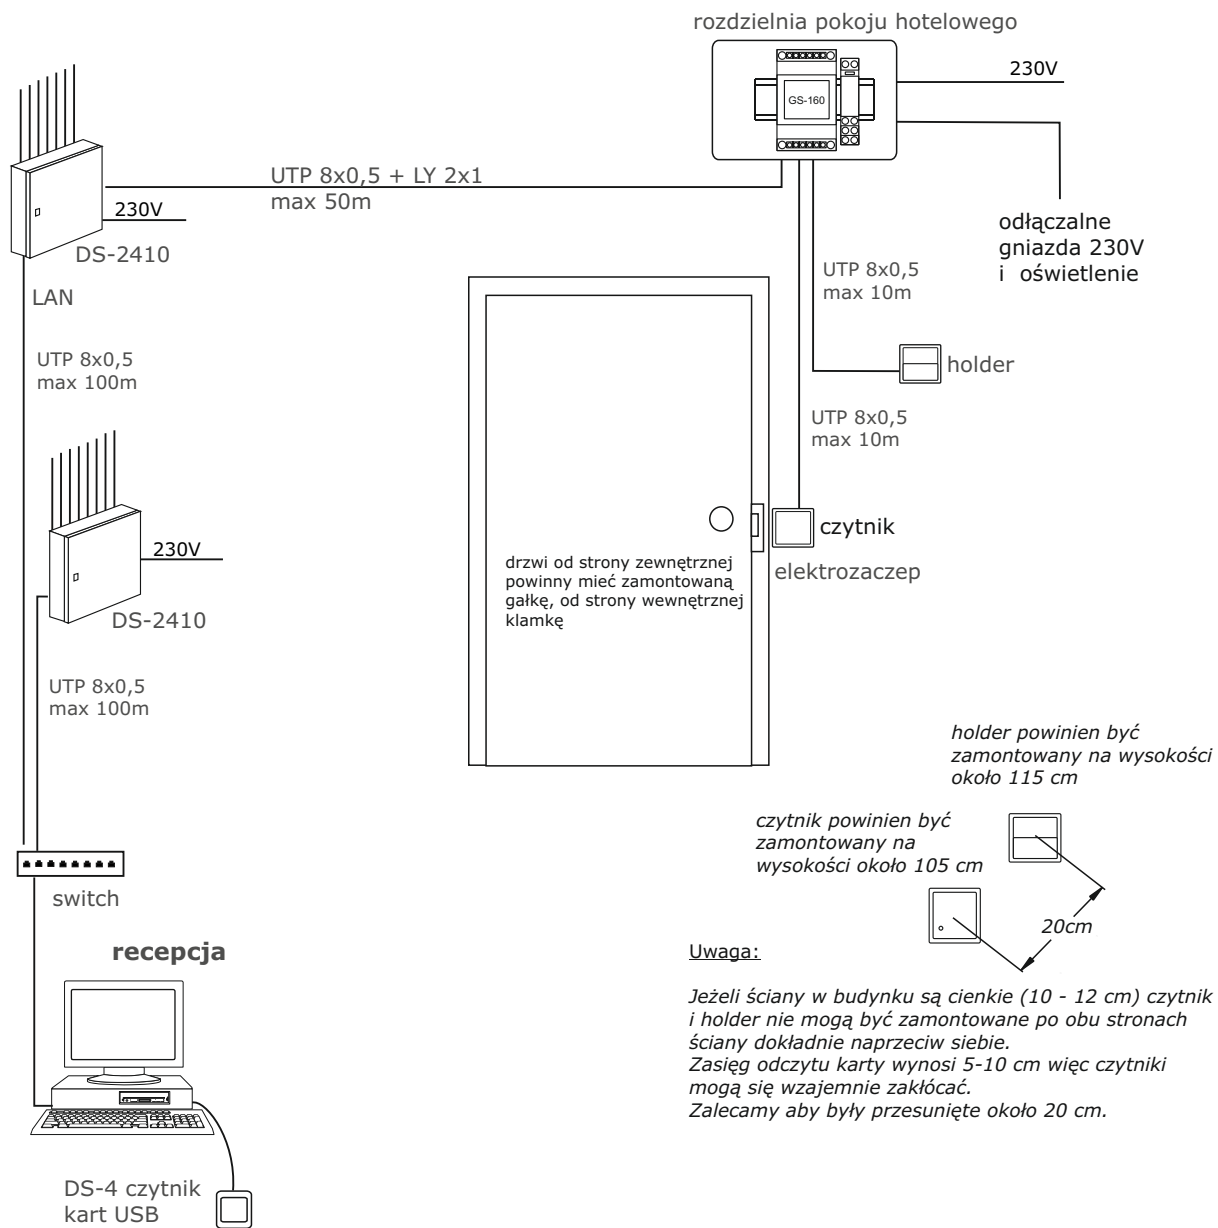 rozdzielnia pokoju hotelowego
230V
GS-160
UTP 8x0,5 + LY 2x1
max 50m
230V
DS-2410
odłączalne
gniazda 230V
i oświetlenie
UTP 8x0,5
max 10m
LAN
UTP 8x0,5
max 100m
holder
UTP 8x0,5
max 10m
czytnik
elektrozaczep
230V
DS-2410
drzwi od strony zewnętrznej
powinny mieć zamontowaną
gałkę, od strony wewnętrznej
klamkę
UTP 8x0,5
max 100m
holder powinien być
zamontowany na wysokości
około 115 cm
czytnik powinien być
zamontowany na
wysokości około 105 cm
20cm
switch
recepcja
Uwaga:
Jeżeli ściany w budynku są cienkie (10 - 12 cm) czytnik
i holder nie mogą być zamontowane po obu stronach
ściany dokładnie naprzeciw siebie.
Zasięg odczytu karty wynosi 5-10 cm więc czytniki
mogą się wzajemnie zakłócać.
Zalecamy aby były przesunięte około 20 cm.
DS-4 czytnik
kart USB